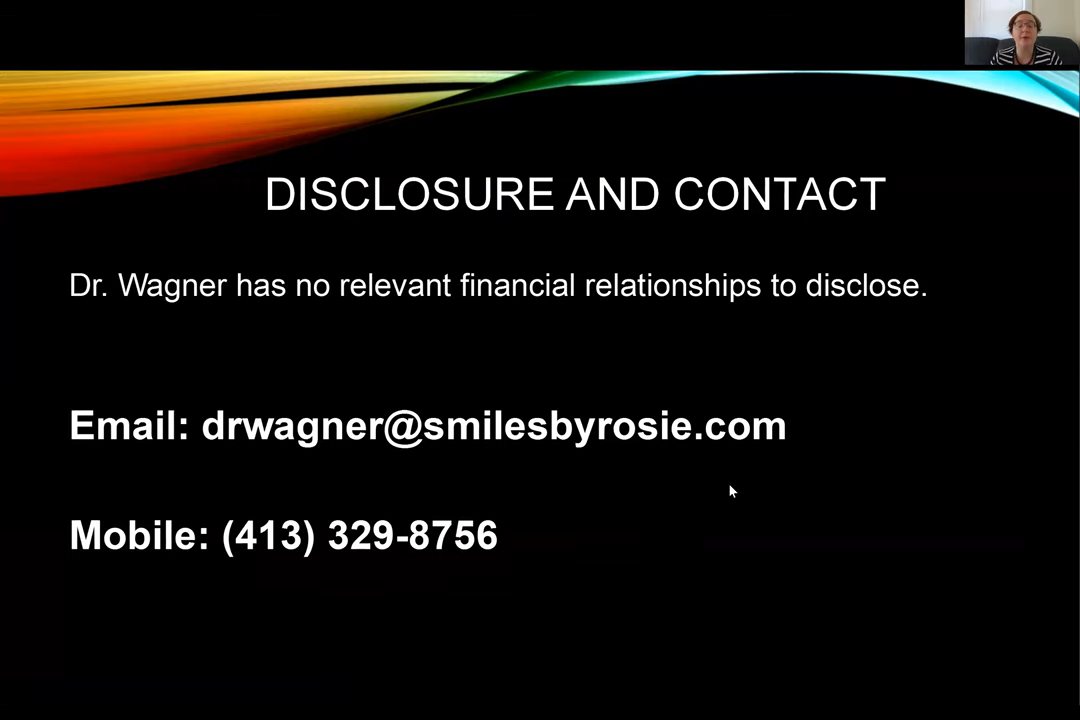 DISCLOSURE AND CONTACT
Dr. Wagner has no relevant financial relationships to disclose.
Email: drwagner@smilesbyrosie.com
Mobile: (413) 329-8756